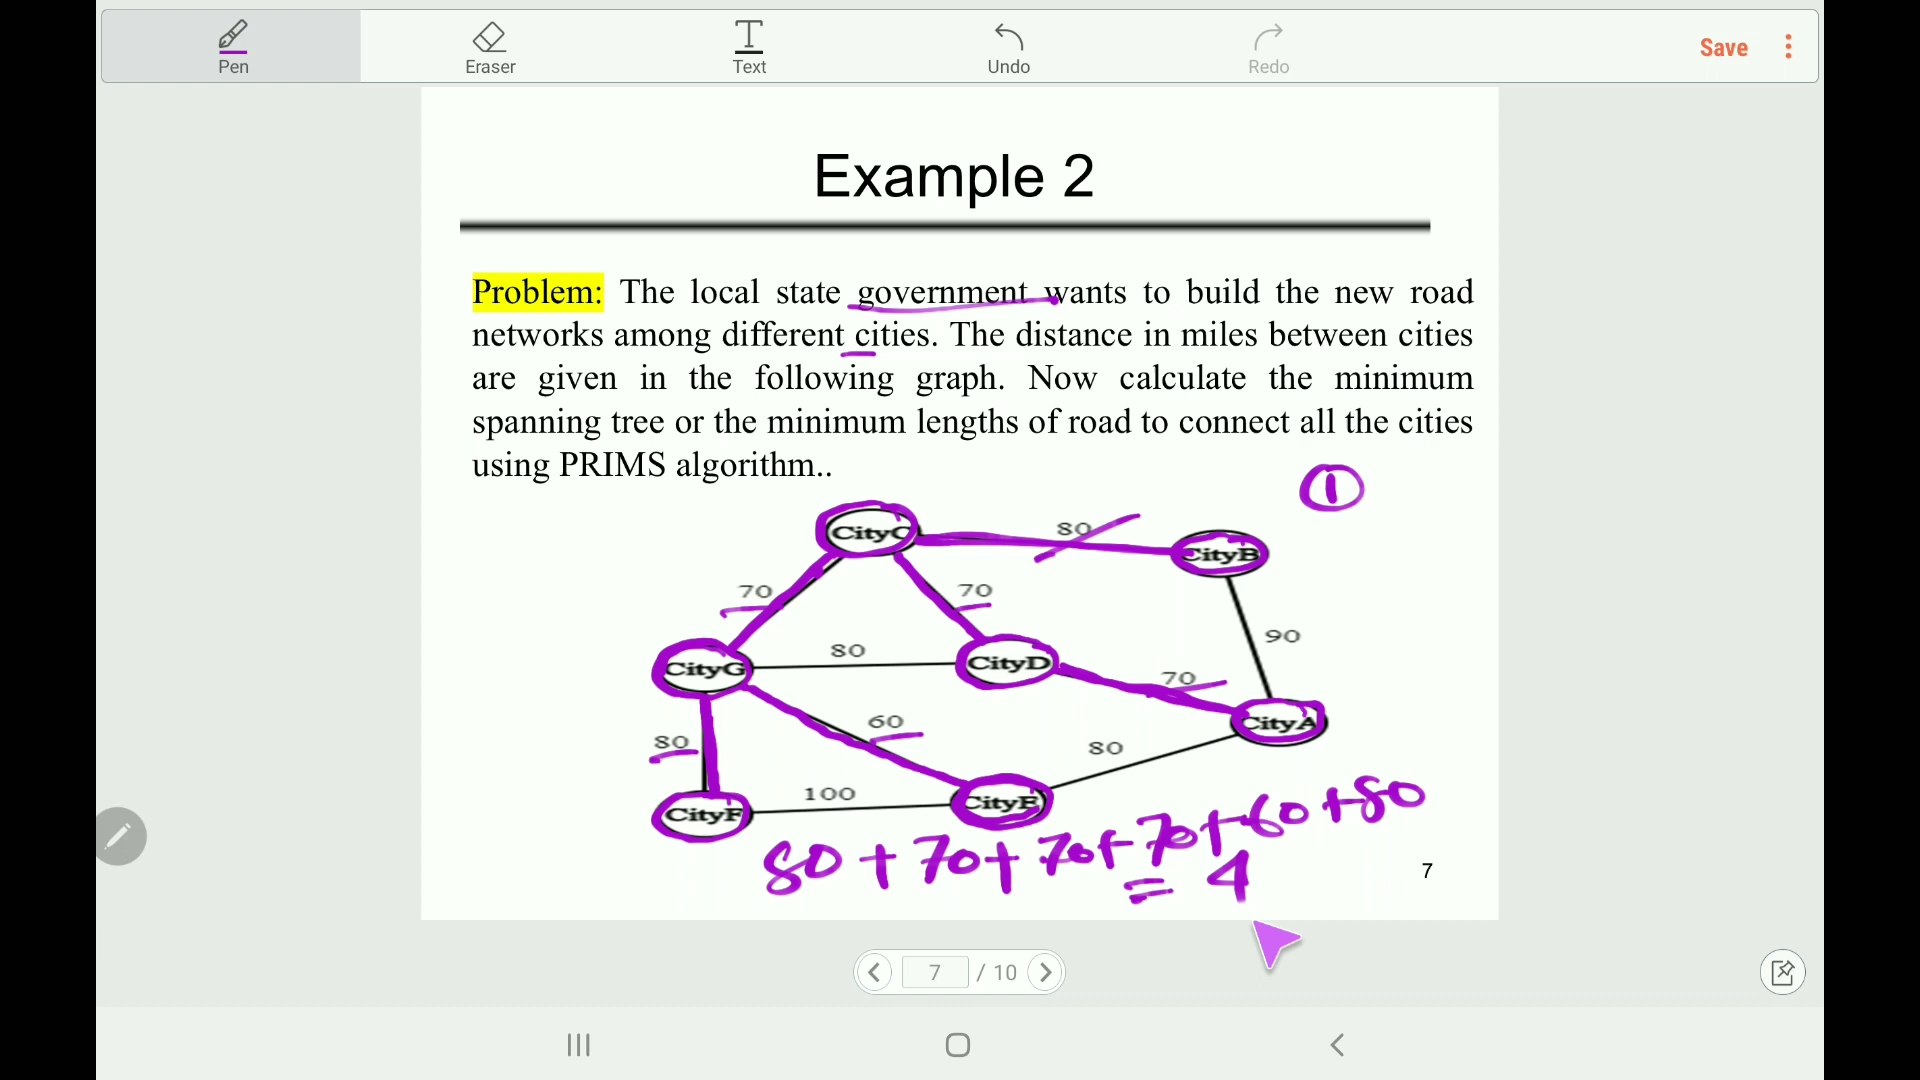 Pen Eraser Text Undo Redo Save
Example 2
Problem: The local state government wants to build the new road
networks among different cities. The distance in miles between cities
are given in the following graph. Now calculate the minimum
spanning tree or the minimum lengths of road to connect all the cities
using PRIMS algorithm..
1
CityC
80
CityB
70
70
90
CityG
80
CityD
70
CityA
60
80
80
100
CityF
CityE
80+70+70+70+60+80
= 4
7
7 / 10